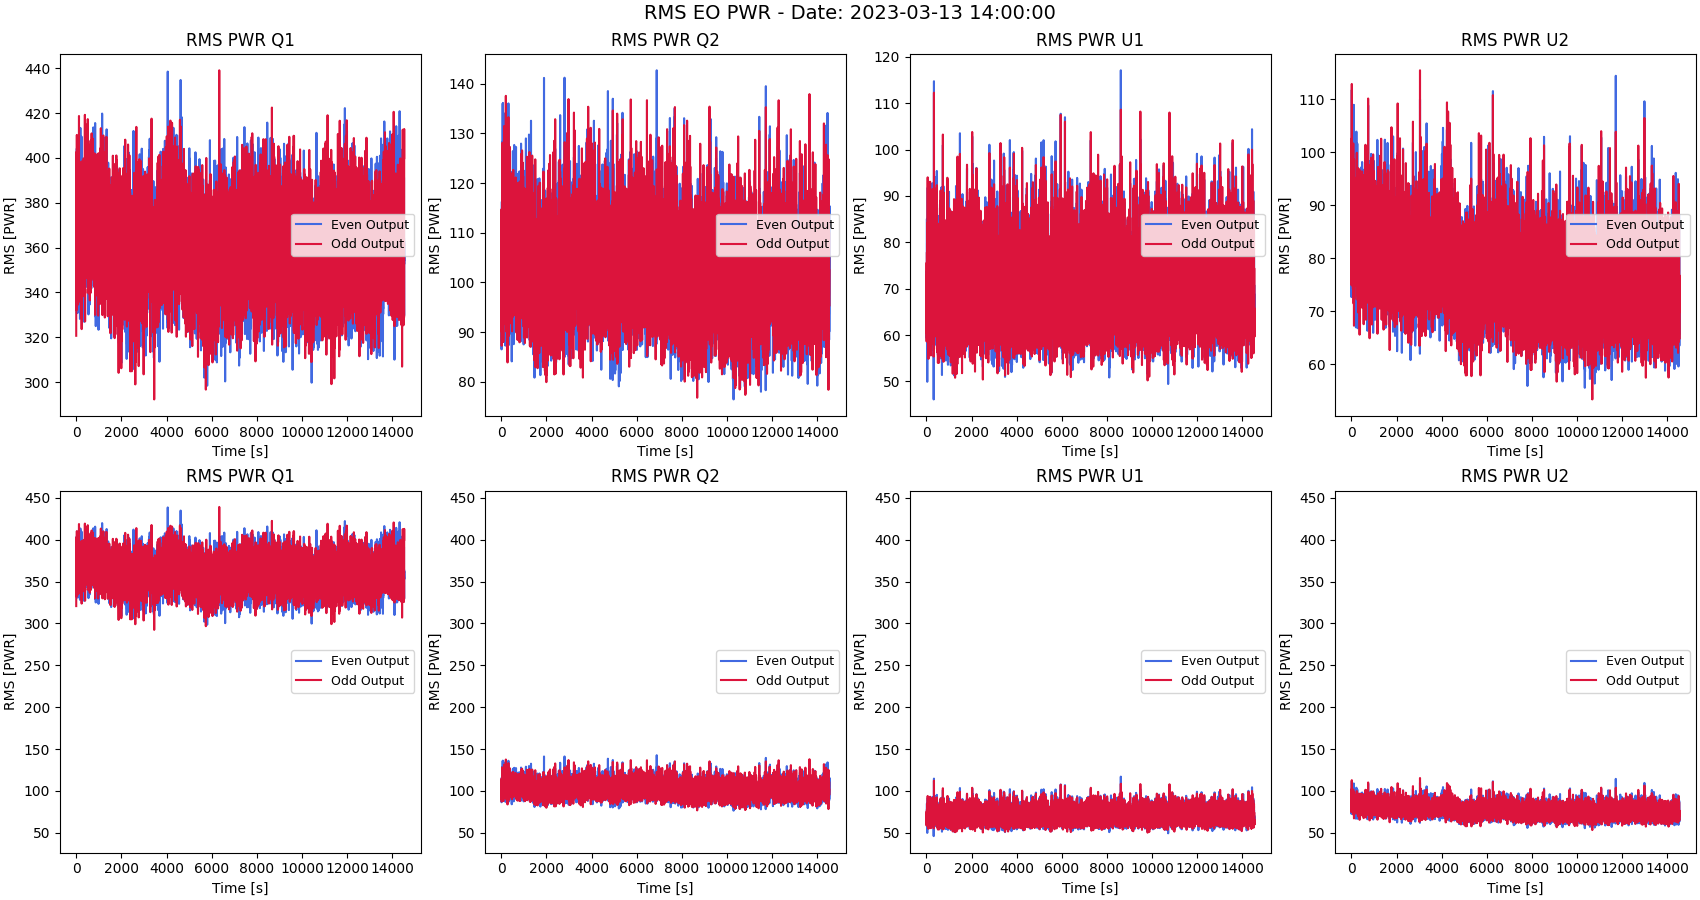 RMS EO PWR - Date: 2023-03-13 14:00:00
RMS PWR Q1
RMS PWR Q2
RMS PWR U1
RMS PWR U2
RMS [PWR]
440
420
400
380
360
340
320
300
Even Output
Odd Output
0 2000 4000 6000 8000 10000 12000 14000
Time [s]
RMS [PWR]
140
130
120
110
100
90
80
Even Output
Odd Output
0 2000 4000 6000 8000 10000 12000 14000
Time [s]
RMS [PWR]
120
110
100
90
80
70
60
50
Even Output
Odd Output
0 2000 4000 6000 8000 10000 12000 14000
Time [s]
RMS [PWR]
110
100
90
80
70
60
Even Output
Odd Output
0 2000 4000 6000 8000 10000 12000 14000
Time [s]
RMS PWR Q1
RMS PWR Q2
RMS PWR U1
RMS PWR U2
RMS [PWR]
450
400
350
300
250
200
150
100
50
Even Output
Odd Output
0 2000 4000 6000 8000 10000 12000 14000
Time [s]
RMS [PWR]
450
400
350
300
250
200
150
100
50
Even Output
Odd Output
0 2000 4000 6000 8000 10000 12000 14000
Time [s]
RMS [PWR]
450
400
350
300
250
200
150
100
50
Even Output
Odd Output
0 2000 4000 6000 8000 10000 12000 14000
Time [s]
RMS [PWR]
450
400
350
300
250
200
150
100
50
Even Output
Odd Output
0 2000 4000 6000 8000 10000 12000 14000
Time [s]